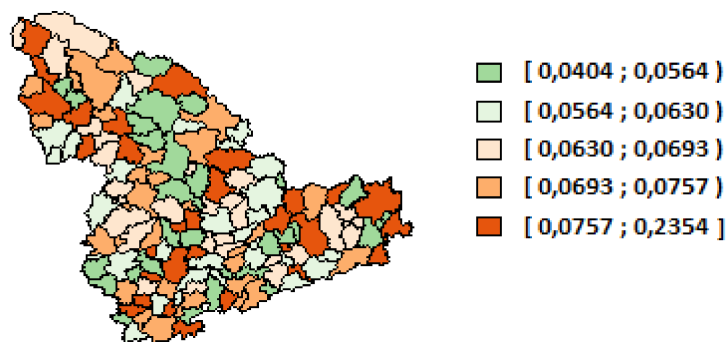 [ 0,0404 ; 0,0564 )
[ 0,0564 ; 0,0630 )
[ 0,0630 ; 0,0693 )
[ 0,0693 ; 0,0757 )
[ 0,0757 ; 0,2354 ]